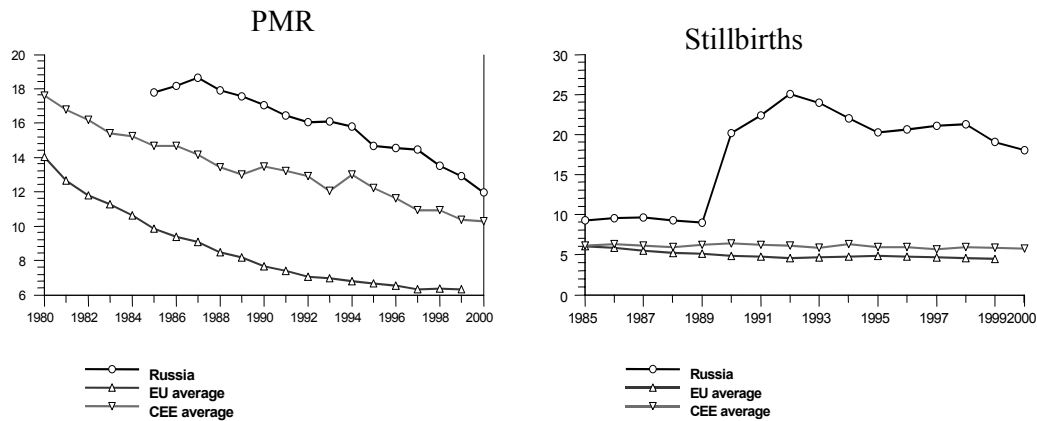 PMR
20
18
16
14
12
10
8
6
1980 1982 1984 1986 1988 1990 1992 1994 1996 1998 2000
Russia
EU average
CEE average
Stillbirths
30
25
20
15
10
5
0
1985 1987 1989 1991 1993 1995 1997 19992000
Russia
EU average
CEE average